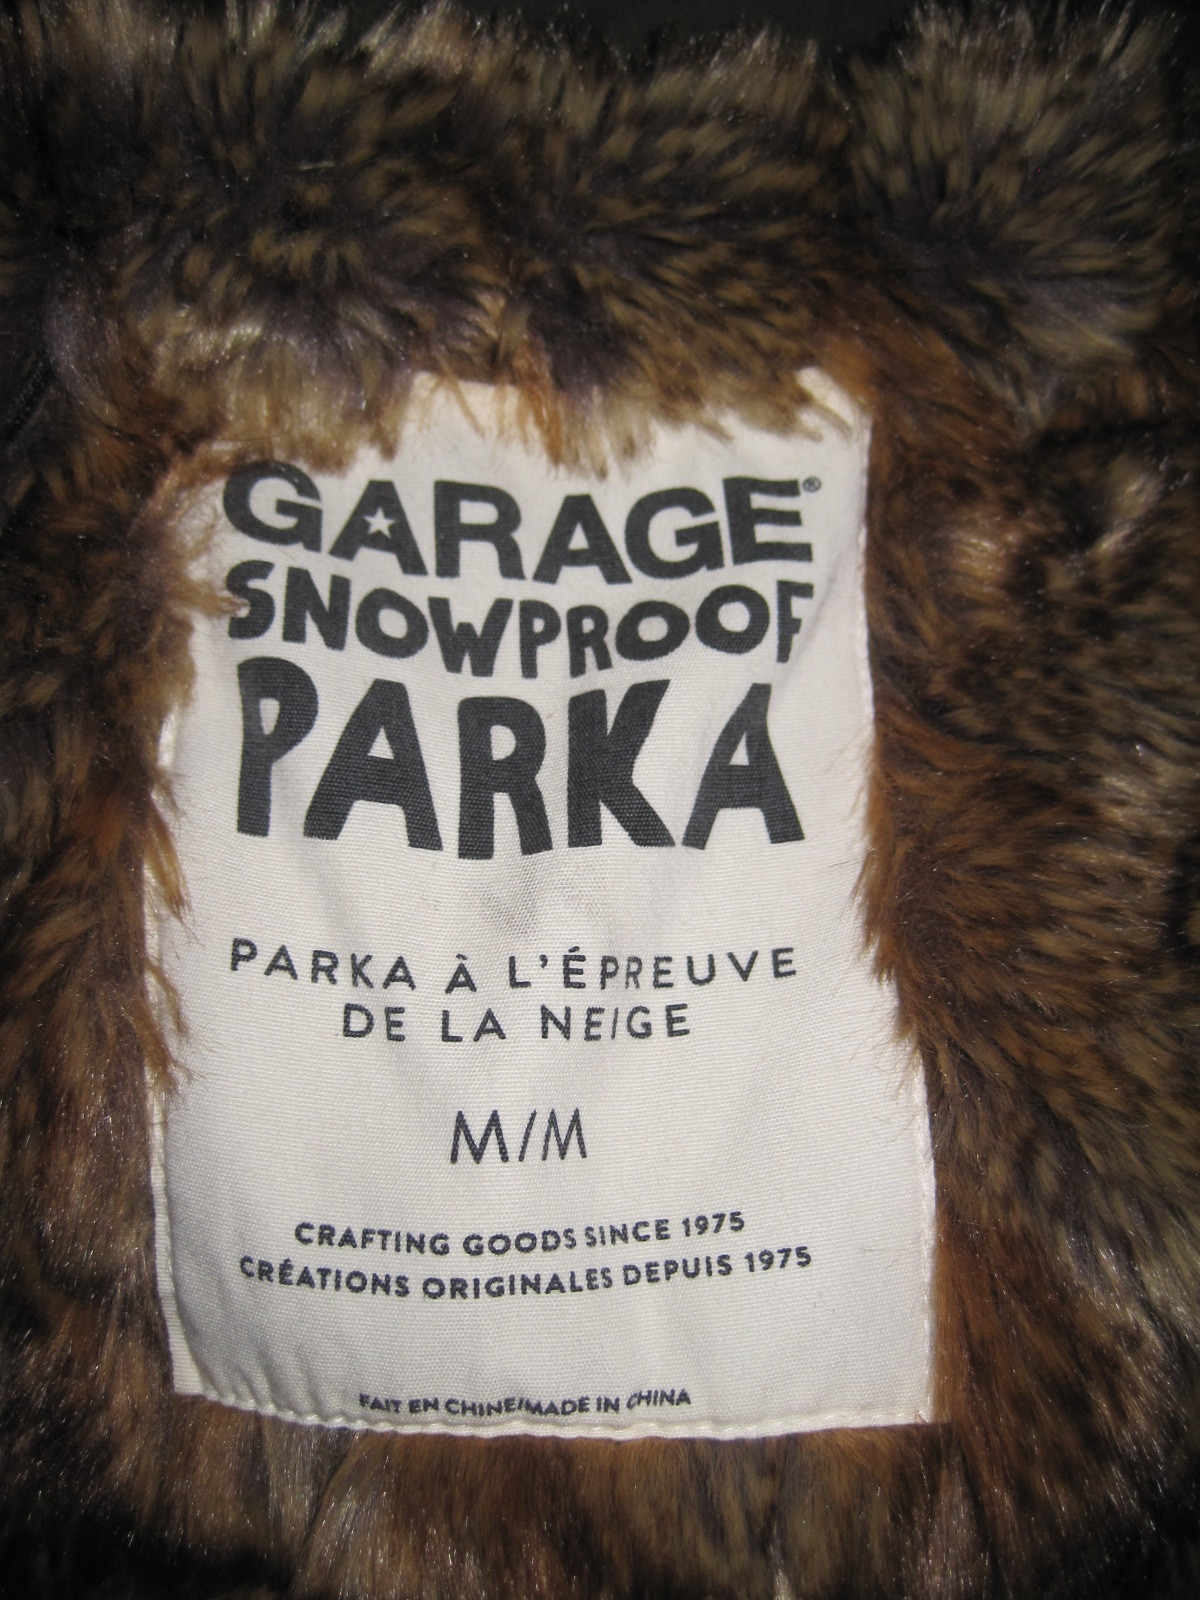 GARAGE®
SNOWPROOF
PARKA
PARKA À L'ÉPREUVE
DE LA NEIGE
M/M
CRAFTING GOODS SINCE 1975
CRÉATIONS ORIGINALES DEPUIS 1975
FAIT EN CHINE/MADE IN CHINA